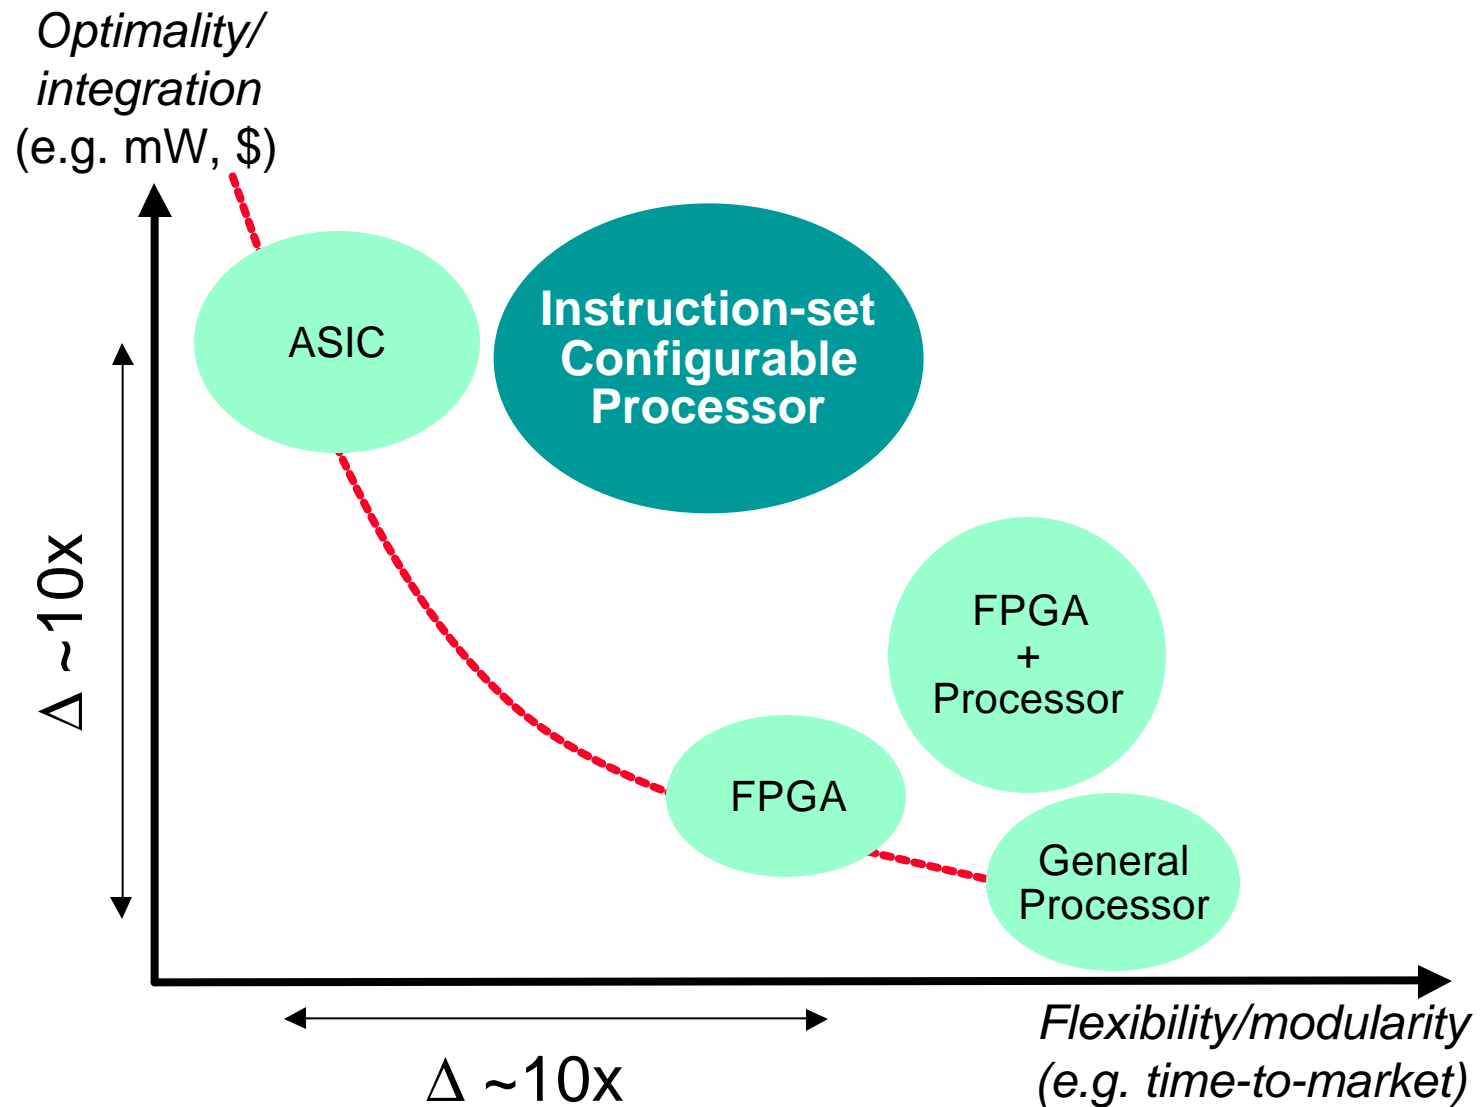 Optimality/
integration
(e.g. mW, $)
ASIC
Instruction-set
Configurable
Processor
Δ ~10x
FPGA
+
Processor
FPGA
General
Processor
Δ ~10x
Flexibility/modularity
(e.g. time-to-market)